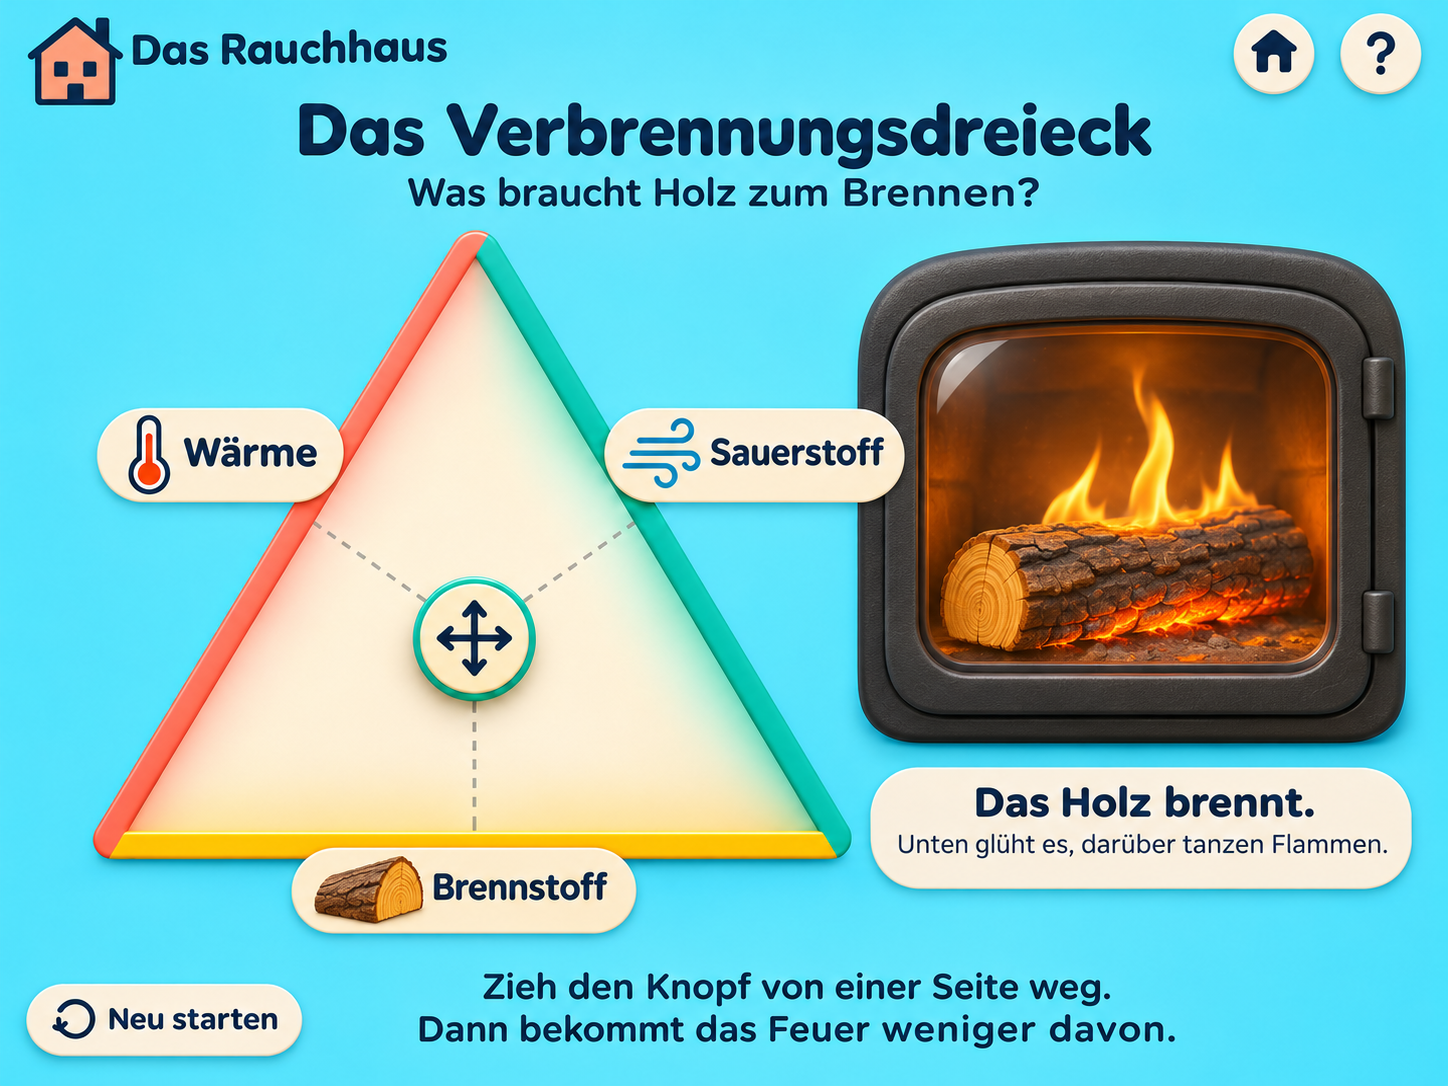 Das Rauchhaus
?
Das Verbrennungsdreieck
Was braucht Holz zum Brennen?
Wärme
Sauerstoff
Brennstoff
Das Holz brennt.
Unten glüht es, darüber tanzen Flammen.
Zieh den Knopf von einer Seite weg.
Dann bekommt das Feuer weniger davon.
Neu starten